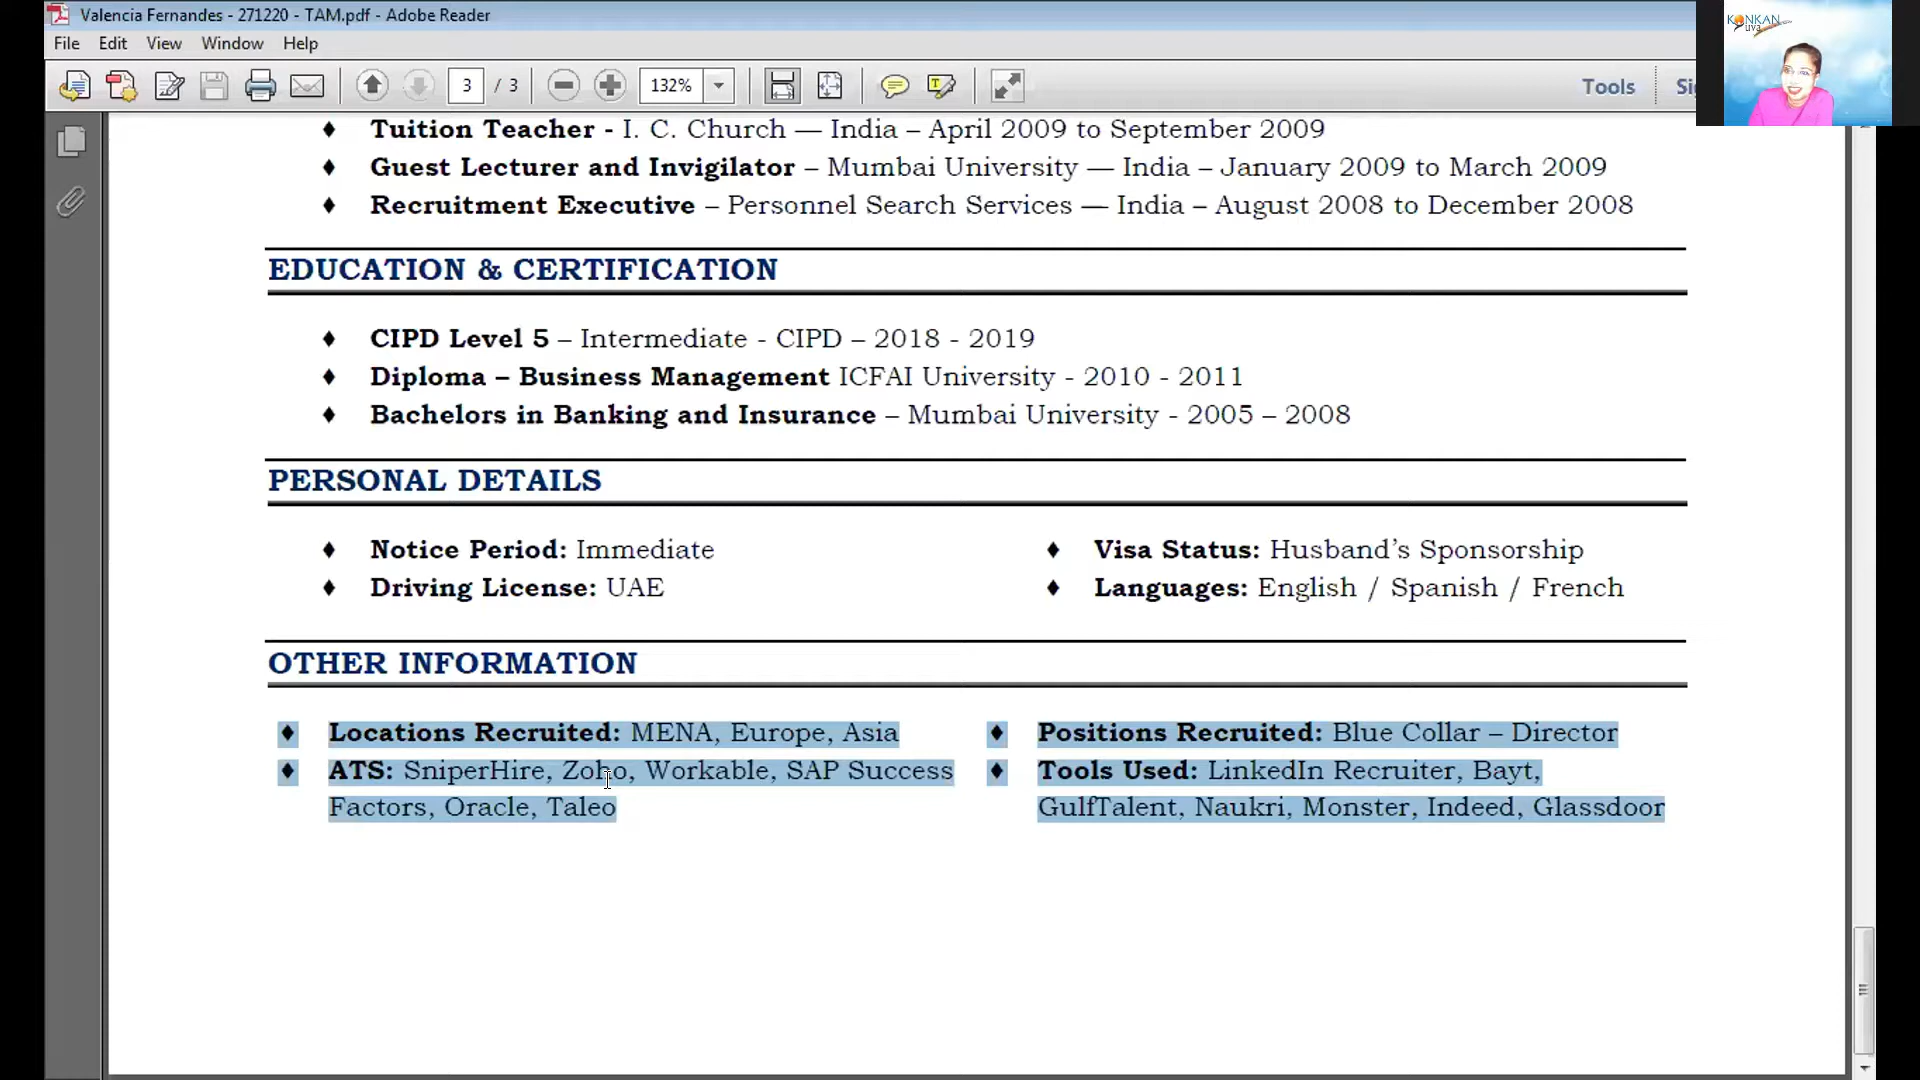 Valencia Fernandes - 271220 - TAM.pdf - Adobe Reader
KONKAN
yuva
File Edit View Window Help
3 / 3 132% Tools
♦ Tuition Teacher - I. C. Church — India – April 2009 to September 2009
♦ Guest Lecturer and Invigilator – Mumbai University — India – January 2009 to March 2009
♦ Recruitment Executive – Personnel Search Services — India – August 2008 to December 2008
EDUCATION & CERTIFICATION
♦ CIPD Level 5 – Intermediate - CIPD – 2018 - 2019
♦ Diploma – Business Management ICFAI University - 2010 - 2011
♦ Bachelors in Banking and Insurance – Mumbai University - 2005 – 2008
PERSONAL DETAILS
♦ Notice Period: Immediate
♦ Driving License: UAE
♦ Visa Status: Husband’s Sponsorship
♦ Languages: English / Spanish / French
OTHER INFORMATION
♦ Locations Recruited: MENA, Europe, Asia
♦ ATS: SniperHire, Zoho, Workable, SAP Success
Factors, Oracle, Taleo
♦ Positions Recruited: Blue Collar – Director
♦ Tools Used: LinkedIn Recruiter, Bayt,
GulfTalent, Naukri, Monster, Indeed, Glassdoor